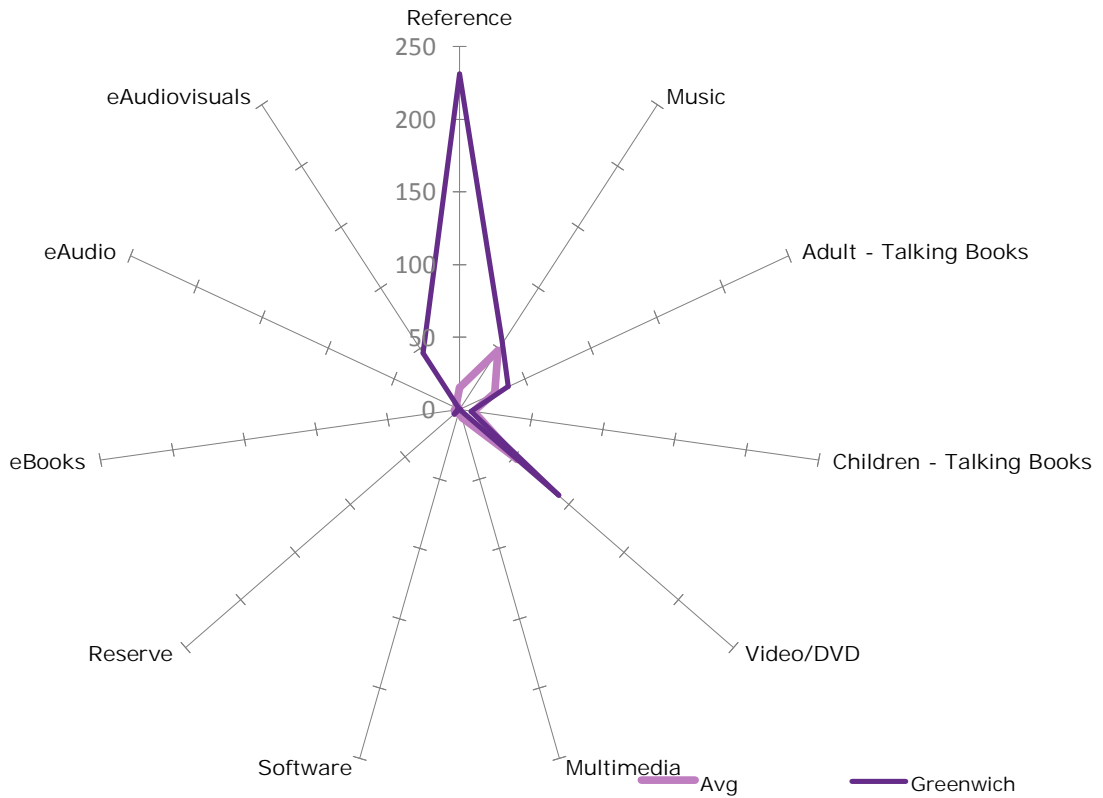 Reference
250
eAudiovisuals
Music
200
150
eAudio
Adult - Talking Books
100
50
0
eBooks
Children - Talking Books
Reserve
Video/DVD
Software
Multimedia
Avg
Greenwich